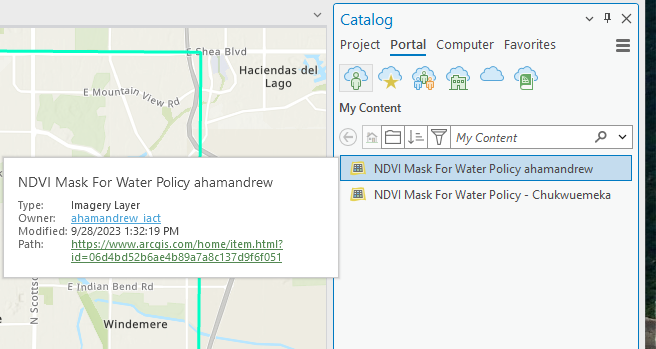 E Shea Blvd
Haciendas del
Lago
E Mountain View Rd
NDVI Mask For Water Policy ahamandrew
Type: Imagery Layer
Owner: ahamandrew_iact
Modified: 9/28/2023 1:32:19 PM
Path: https://www.arcgis.com/home/item.html?
id=06d4bd52b6ae4b89a7a8c137d9f6f051
N Scottsd
E Indian Bend Rd
Windemere
Catalog
Project Portal Computer Favorites
My Content
My Content
NDVI Mask For Water Policy ahamandrew
NDVI Mask For Water Policy - Chukwuemeka